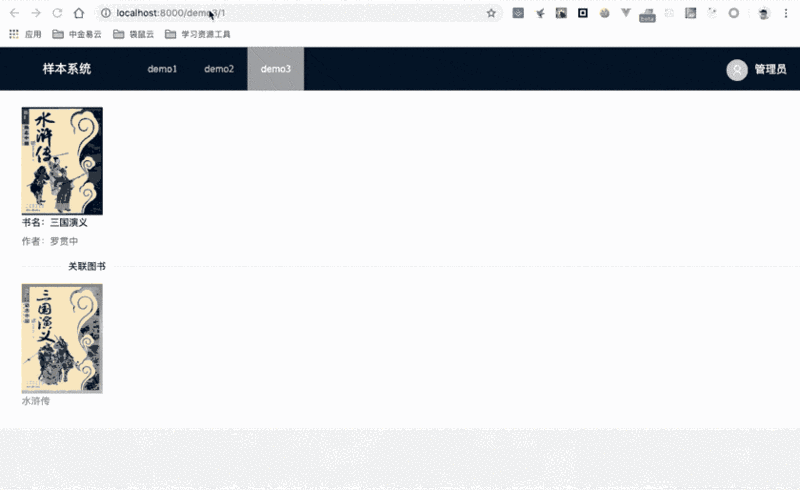 localhost:8000/demo3/1
beta
应用 中金易云 袋鼠云 学习资源工具
样本系统 demo1 demo2 demo3 管理员
水浒传
书名：三国演义
作者：罗贯中
关联图书
三国演义
水浒传